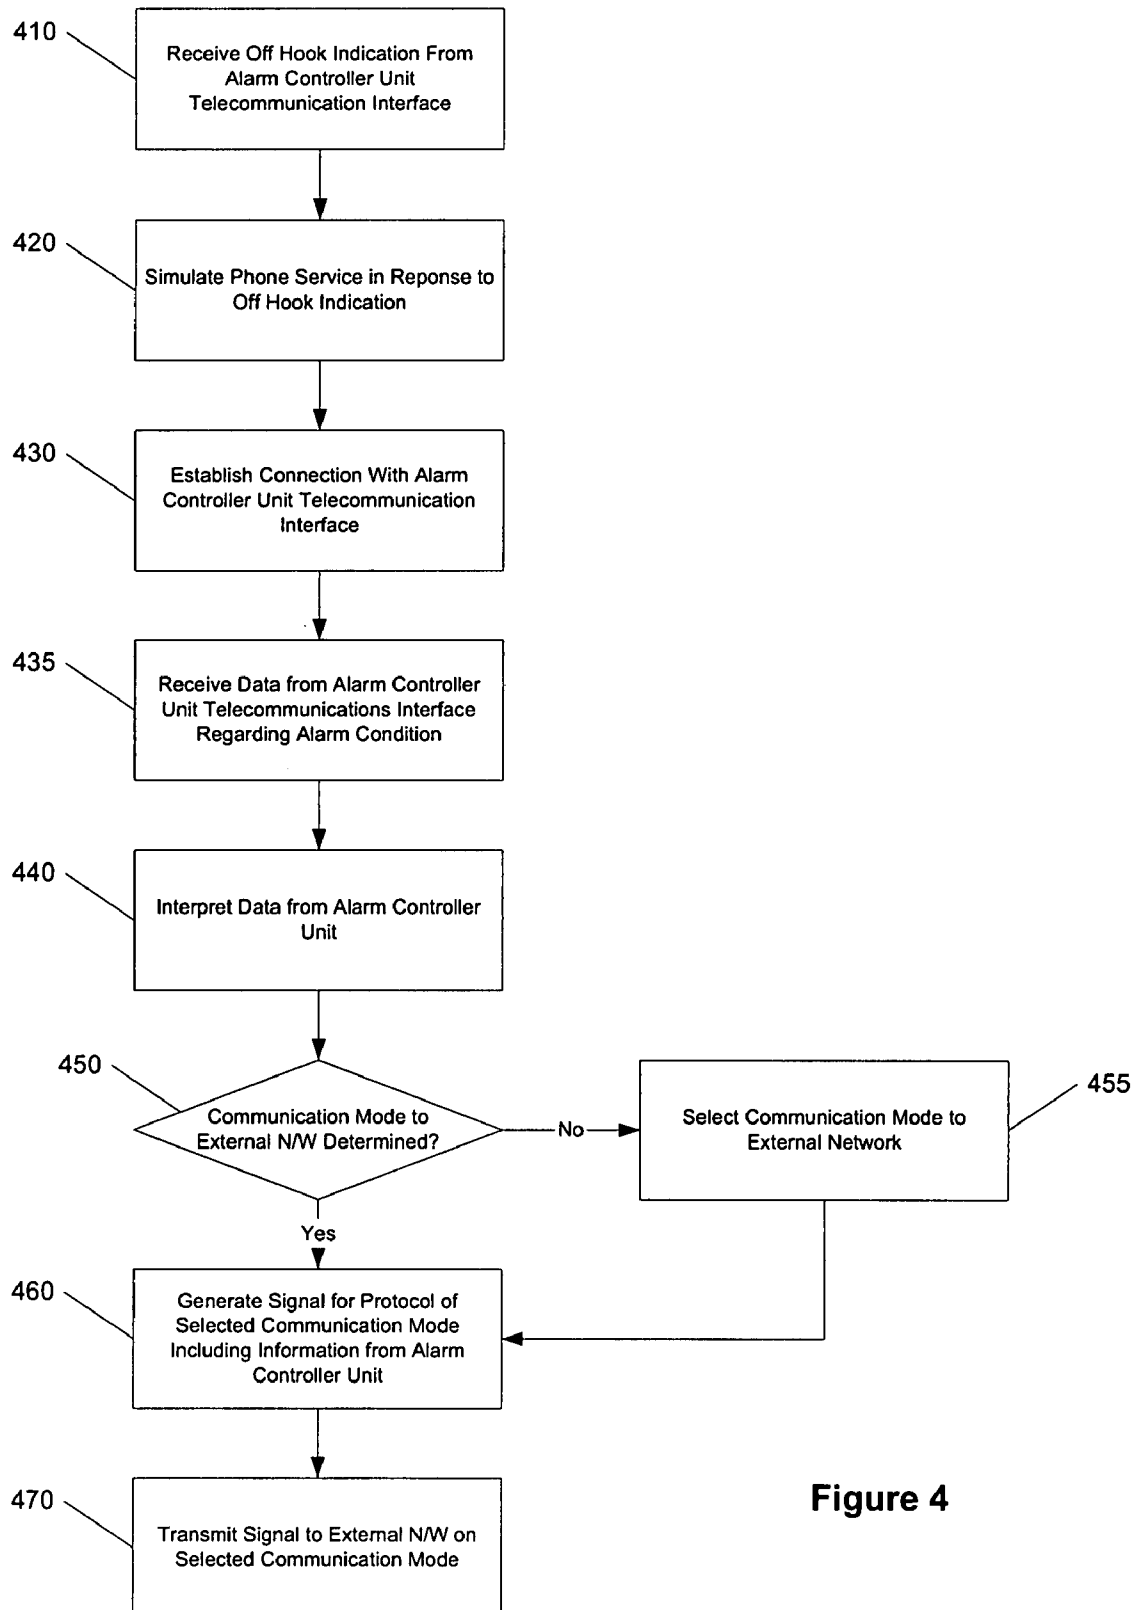 410
Receive Off Hook Indication From
Alarm Controller Unit
Telecommunication Interface
420
Simulate Phone Service in Reponse to
Off Hook Indication
430
Establish Connection With Alarm
Controller Unit Telecommunication
Interface
435
Receive Data from Alarm Controller
Unit Telecommunications Interface
Regarding Alarm Condition
440
Interpret Data from Alarm Controller
Unit
450
Communication Mode to
External N/W Determined?
No
Select Communication Mode to
External Network
455
Yes
460
Generate Signal for Protocol of
Selected Communication Mode
Including Information from Alarm
Controller Unit
470
Transmit Signal to External N/W on
Selected Communication Mode
Figure 4